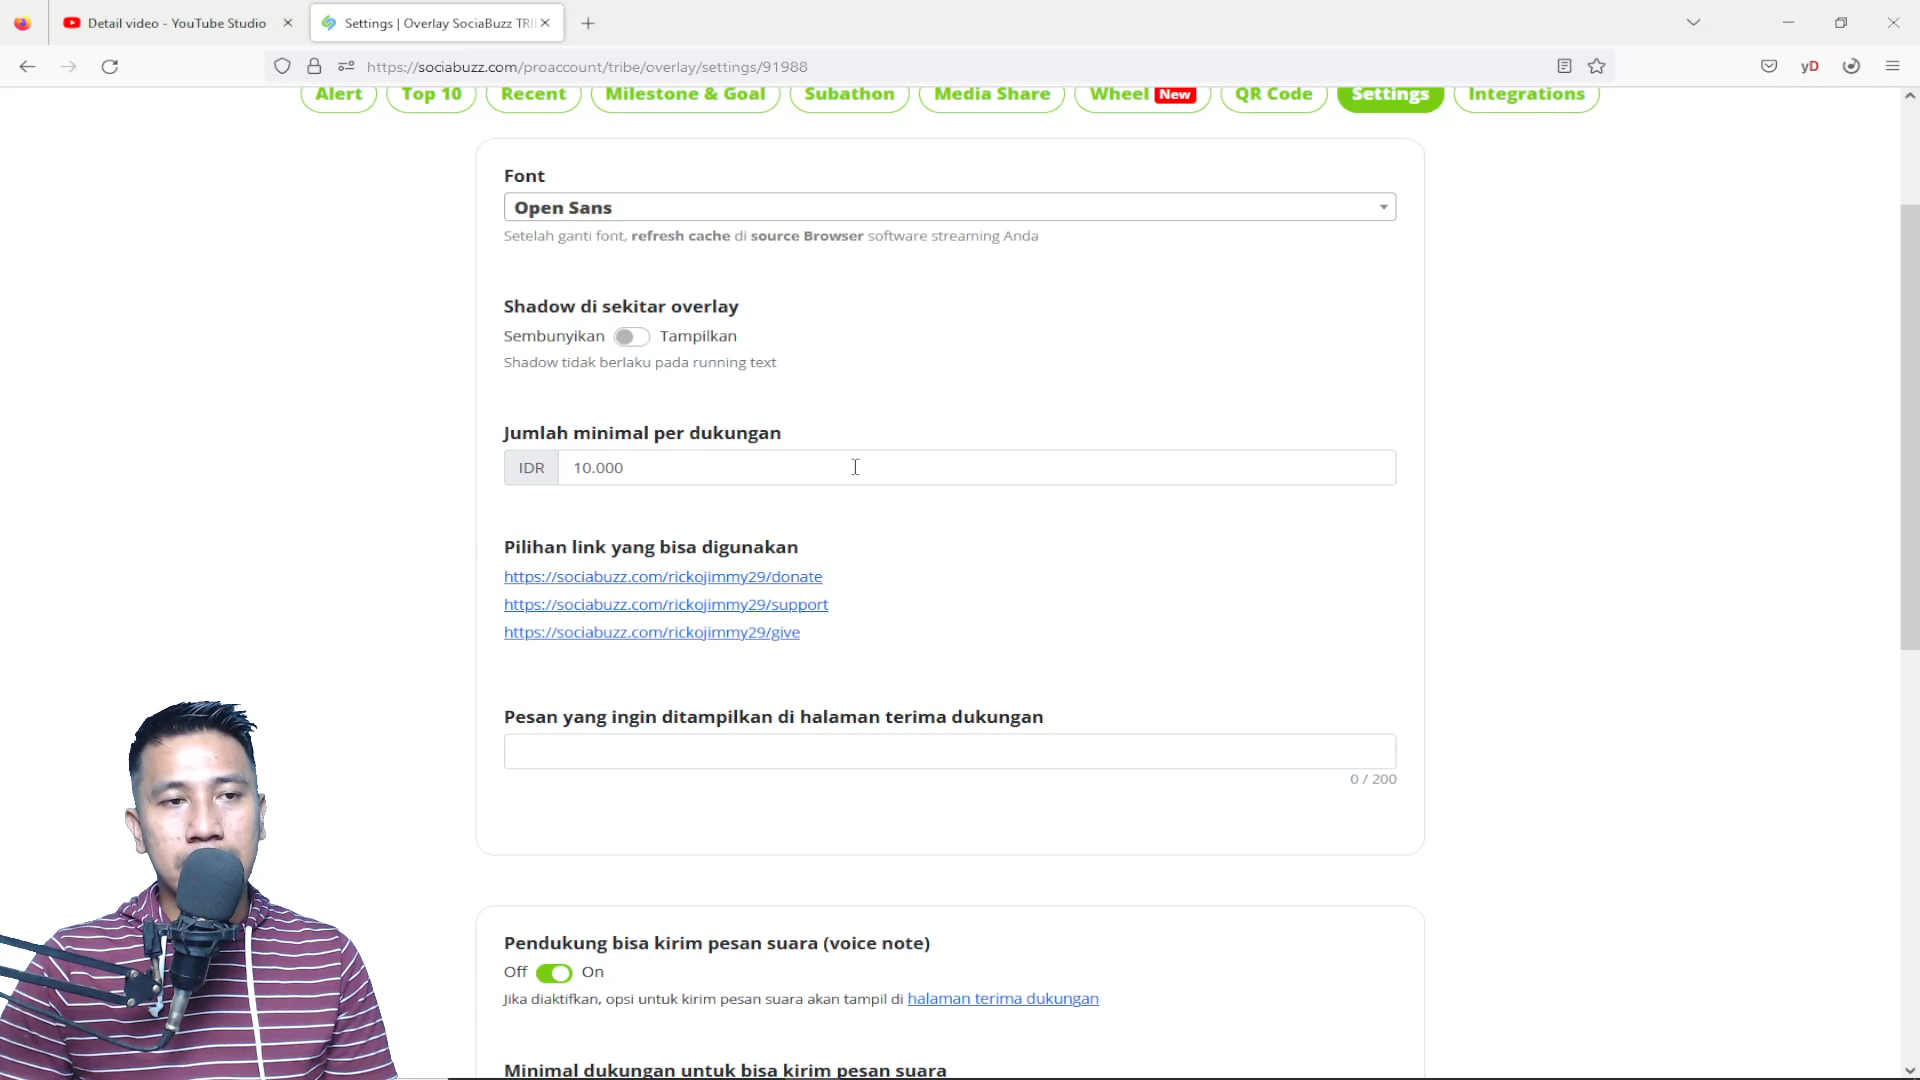 Detail video - YouTube Studio
Settings | Overlay SociaBuzz TRI
https://sociabuzz.com/proaccount/tribe/overlay/settings/91988
yD
Alert
Top 10
Recent
Milestone & Goal
Subathon
Media Share
Wheel New
QR Code
Settings
Integrations
Font
Open Sans
Setelah ganti font, refresh cache di source Browser software streaming Anda
Shadow di sekitar overlay
Sembunyikan Tampilkan
Shadow tidak berlaku pada running text
Jumlah minimal per dukungan
IDR 10.000
Pilihan link yang bisa digunakan
https://sociabuzz.com/rickojimmy29/donate
https://sociabuzz.com/rickojimmy29/support
https://sociabuzz.com/rickojimmy29/give
Pesan yang ingin ditampilkan di halaman terima dukungan
0 / 200
Pendukung bisa kirim pesan suara (voice note)
Off On
Jika diaktifkan, opsi untuk kirim pesan suara akan tampil di halaman terima dukungan
Minimal dukungan untuk bisa kirim pesan suara